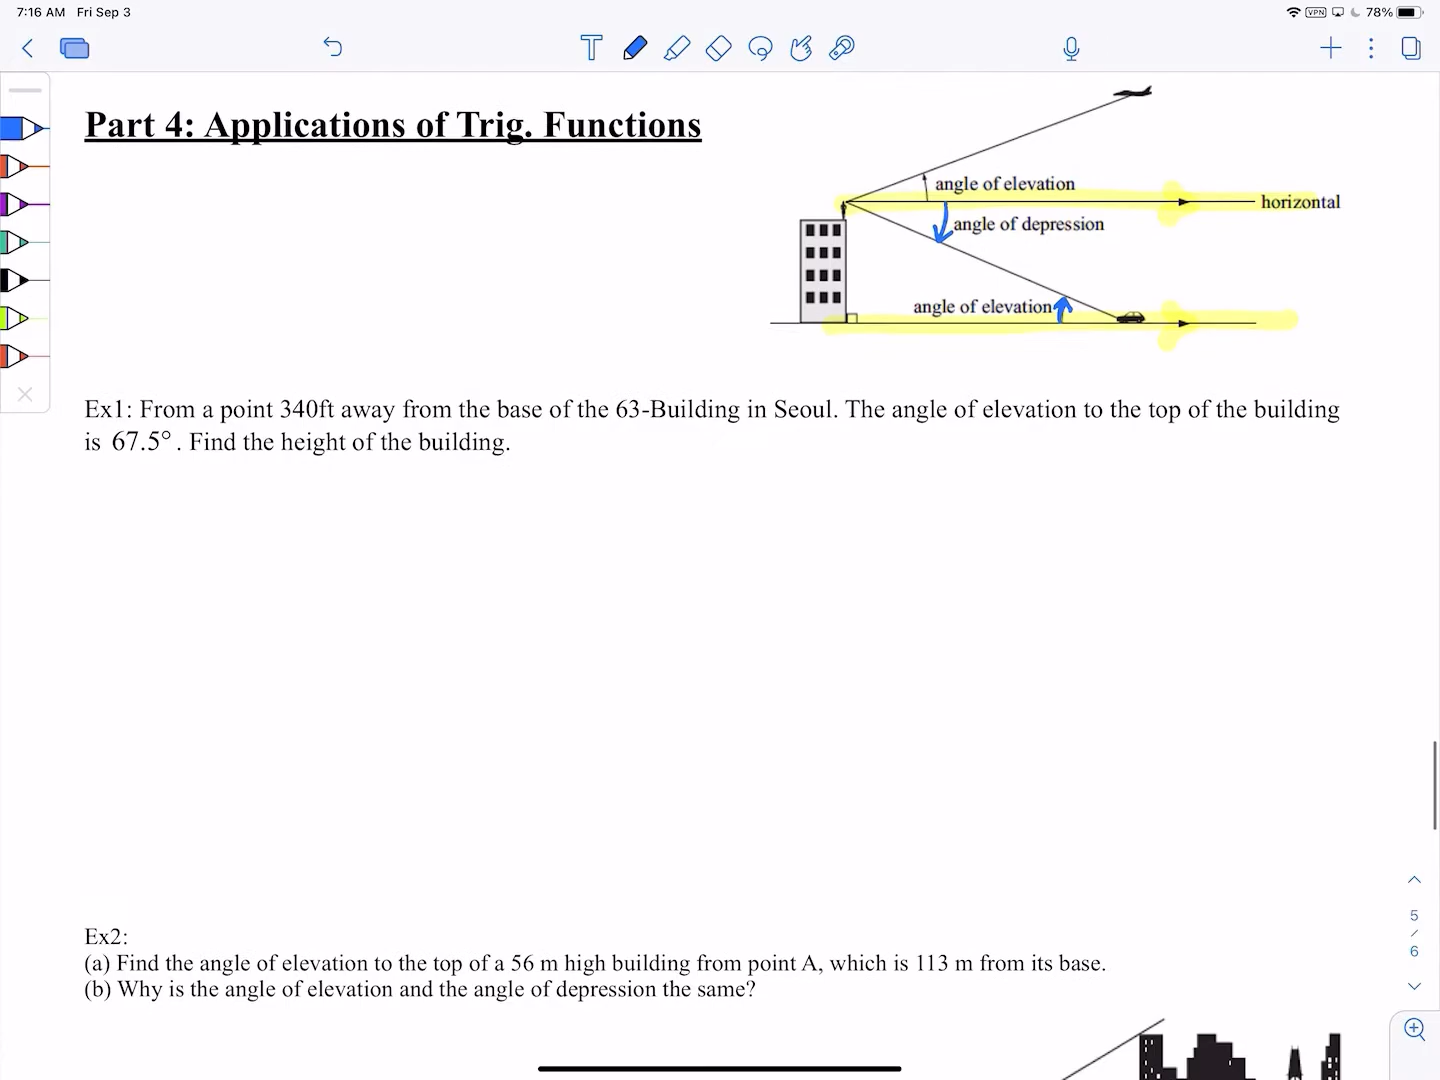 7:16 AM Fri Sep 3
VPN 78%
T
Part 4: Applications of Trig. Functions
angle of elevation
horizontal
angle of depression
angle of elevation
Ex1: From a point 340ft away from the base of the 63-Building in Seoul. The angle of elevation to the top of the building
is 67.5° . Find the height of the building.
5
/
6
Ex2:
(a) Find the angle of elevation to the top of a 56 m high building from point A, which is 113 m from its base.
(b) Why is the angle of elevation and the angle of depression the same?